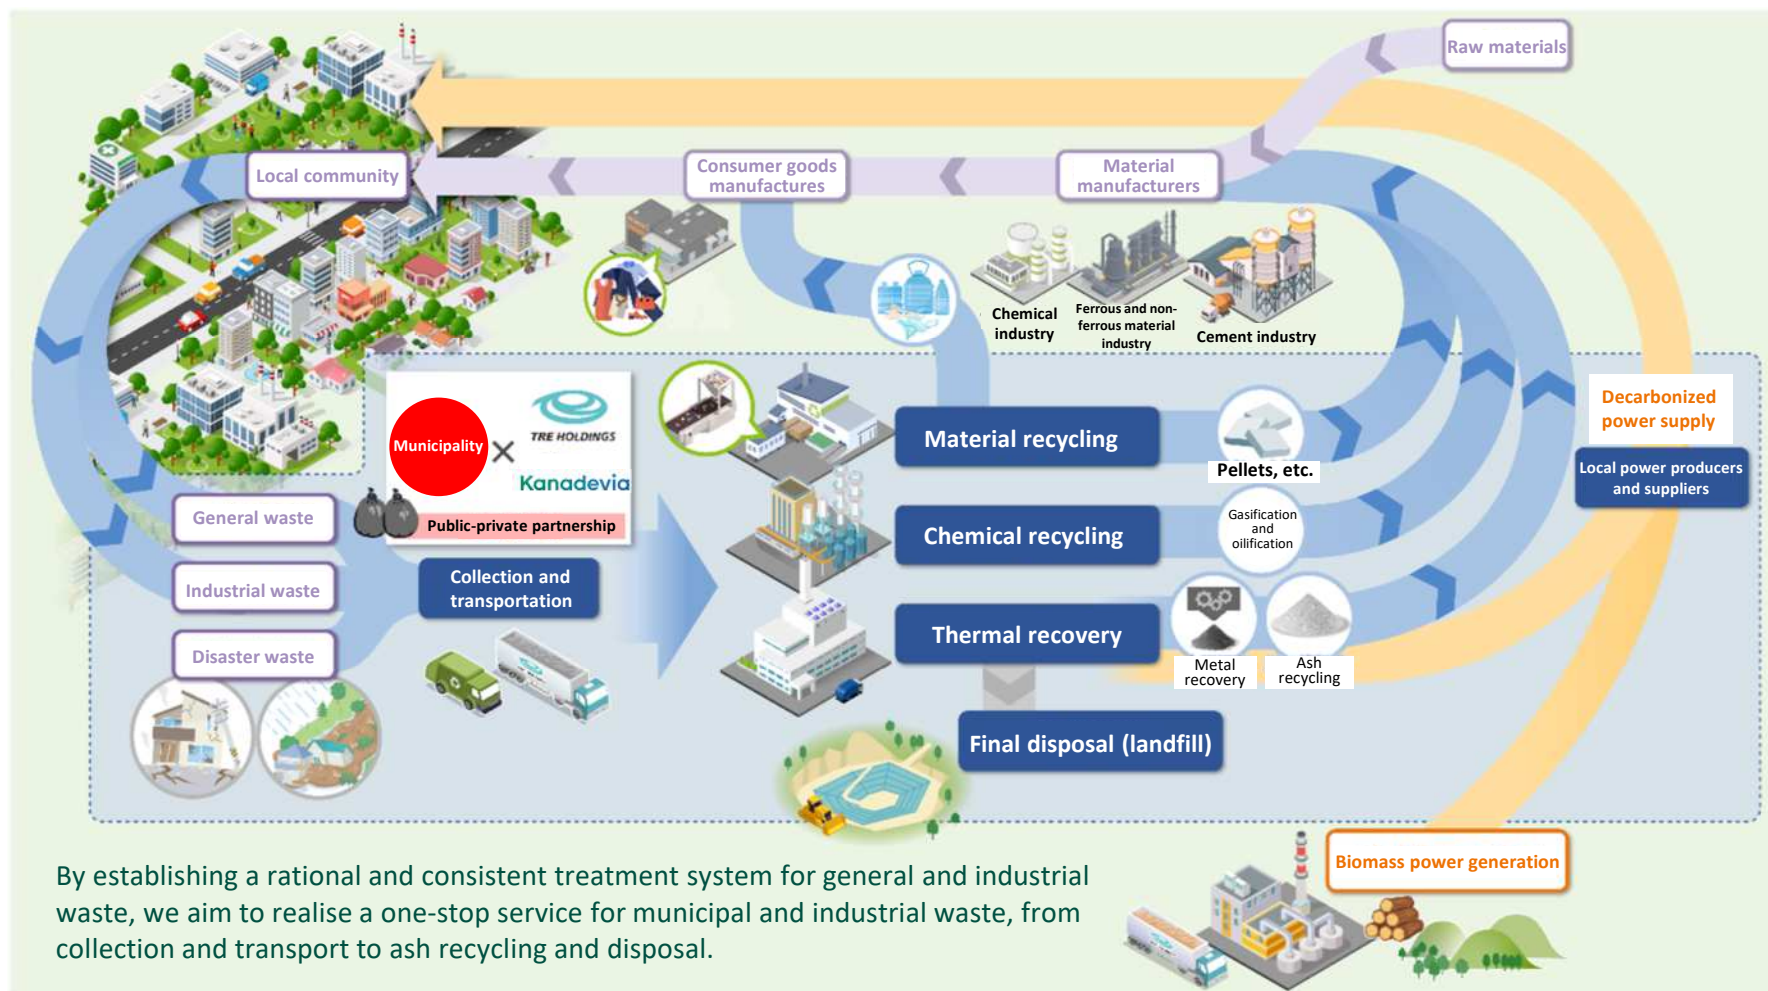 Raw materials
Local community
Consumer goods
manufactures
Material
manufacturers
Chemical
industry
Ferrous and non-
ferrous material
industry
Cement industry
Municipality
×
TRE HOLDINGS
Kanadevia
Public-private partnership
General waste
Industrial waste
Disaster waste
Collection and
transportation
Material recycling
Pellets, etc.
Chemical recycling
Gasification
and
oilification
Thermal recovery
Metal
recovery
Ash
recycling
Final disposal (landfill)
Decarbonized
power supply
Local power producers
and suppliers
Biomass power generation
By establishing a rational and consistent treatment system for general and industrial
waste, we aim to realise a one-stop service for municipal and industrial waste, from
collection and transport to ash recycling and disposal.